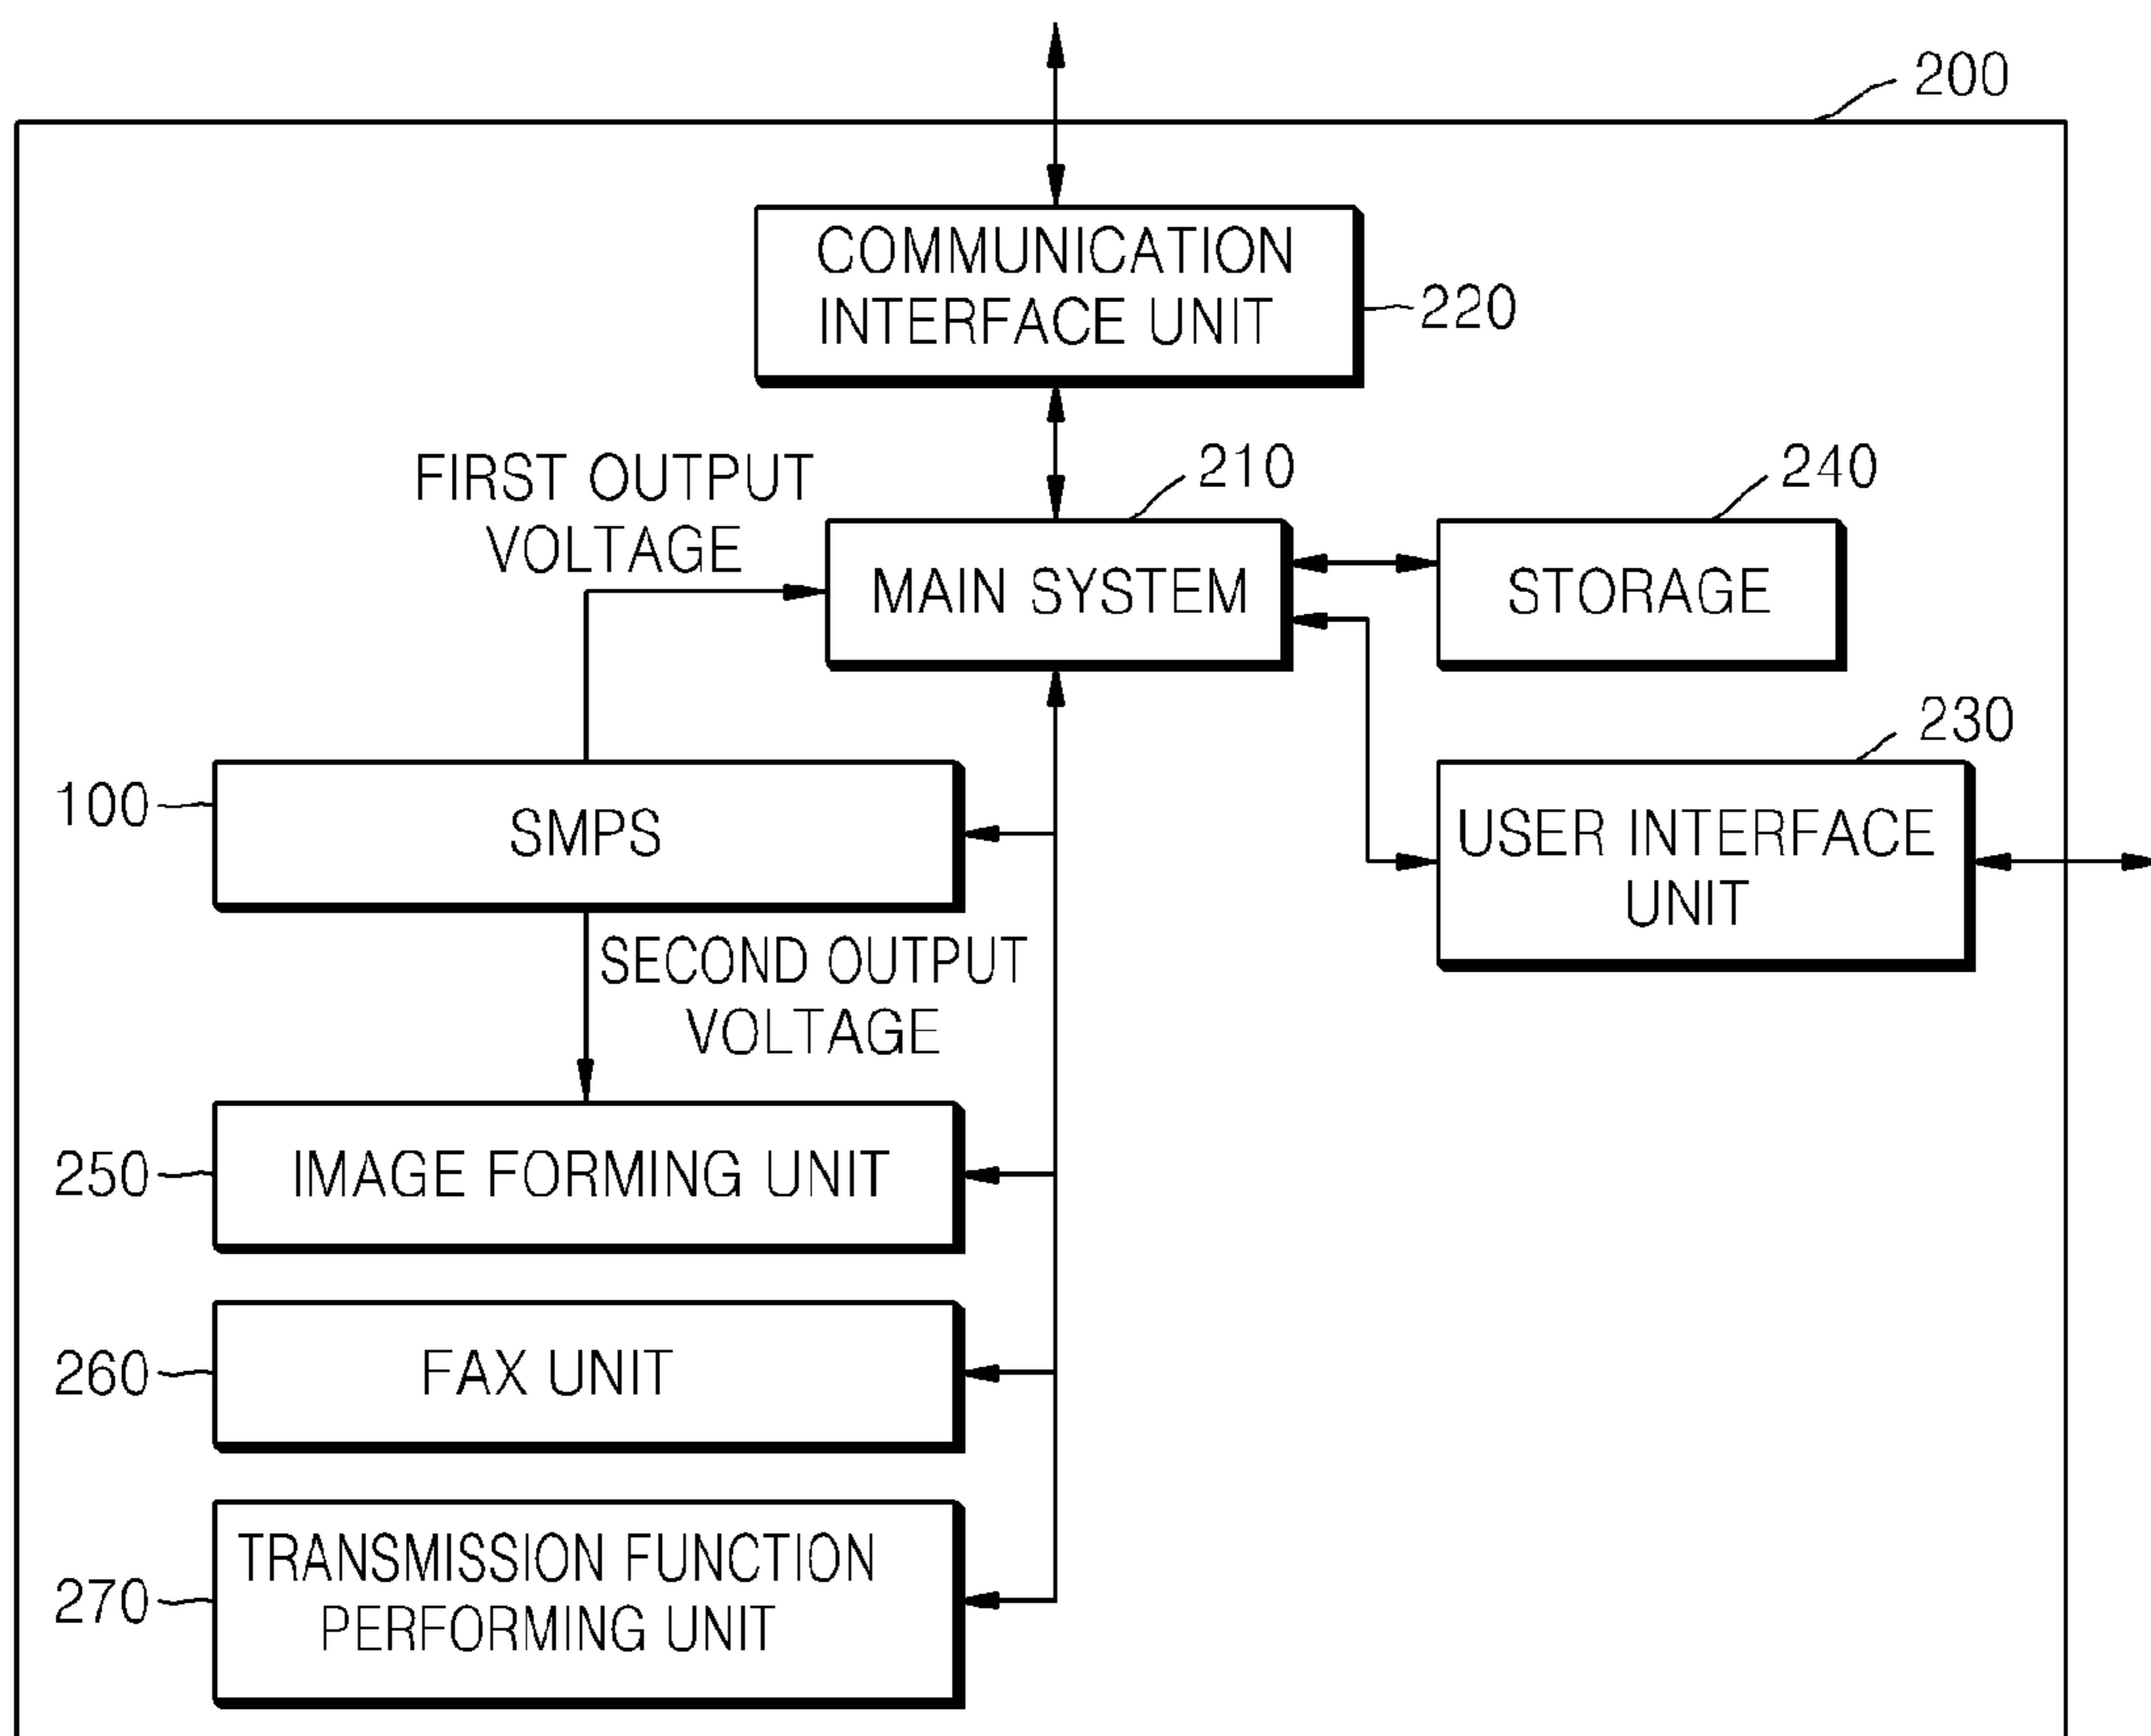 200
COMMUNICATION
INTERFACE UNIT
220
FIRST OUTPUT
VOLTAGE
210
240
MAIN SYSTEM
STORAGE
230
100
SMPS
USER INTERFACE
UNIT
SECOND OUTPUT
VOLTAGE
250
IMAGE FORMING UNIT
260
FAX UNIT
270
TRANSMISSION FUNCTION
PERFORMING UNIT